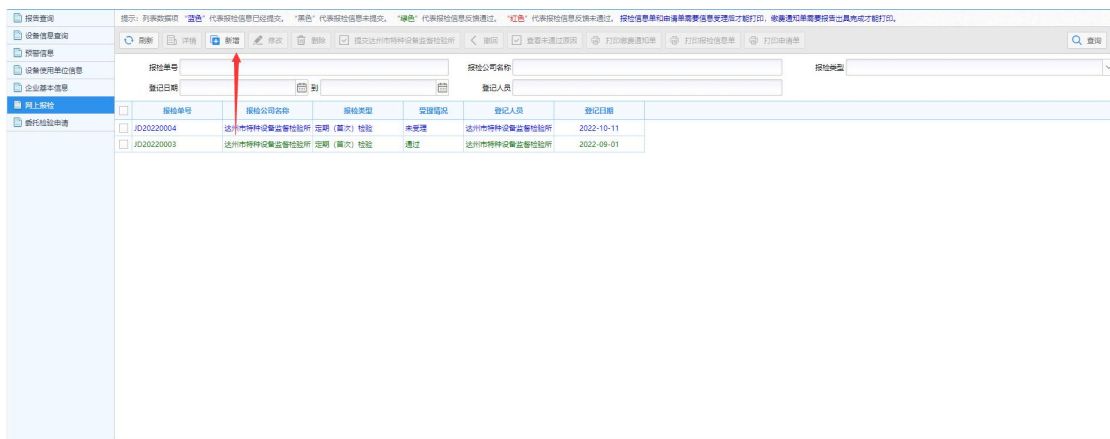 报告查询
设备信息查询
预警信息
设备使用单位信息
企业基本信息
网上报检
委托检验申请
提示：列表数据项 "蓝色" 代表报检信息已经提交。 "黑色" 代表报检信息未提交。 "绿色" 代表报检信息反馈通过。 "红色" 代表报检信息反馈未通过。 报检信息单和申请单需要信息受理后才能打印，缴费通知单需要报告出具完成才能打印。
刷新 详情 新增 修改 删除 提交达州市特种设备监督检验所 撤回 查看未通过原因 打印缴费通知单 打印报检信息单 打印申请单 查询
报检单号 报检公司名称 报检类型
登记日期 到 登记人员
报检单号 报检公司名称 报检类型 受理情况 登记人员 登记日期
JD20220004 达州市特种设备监督检验所 定期（首次）检验 未受理 达州市特种设备监督检验所 2022-10-11
JD20220003 达州市特种设备监督检验所 定期（首次）检验 通过 达州市特种设备监督检验所 2022-09-01